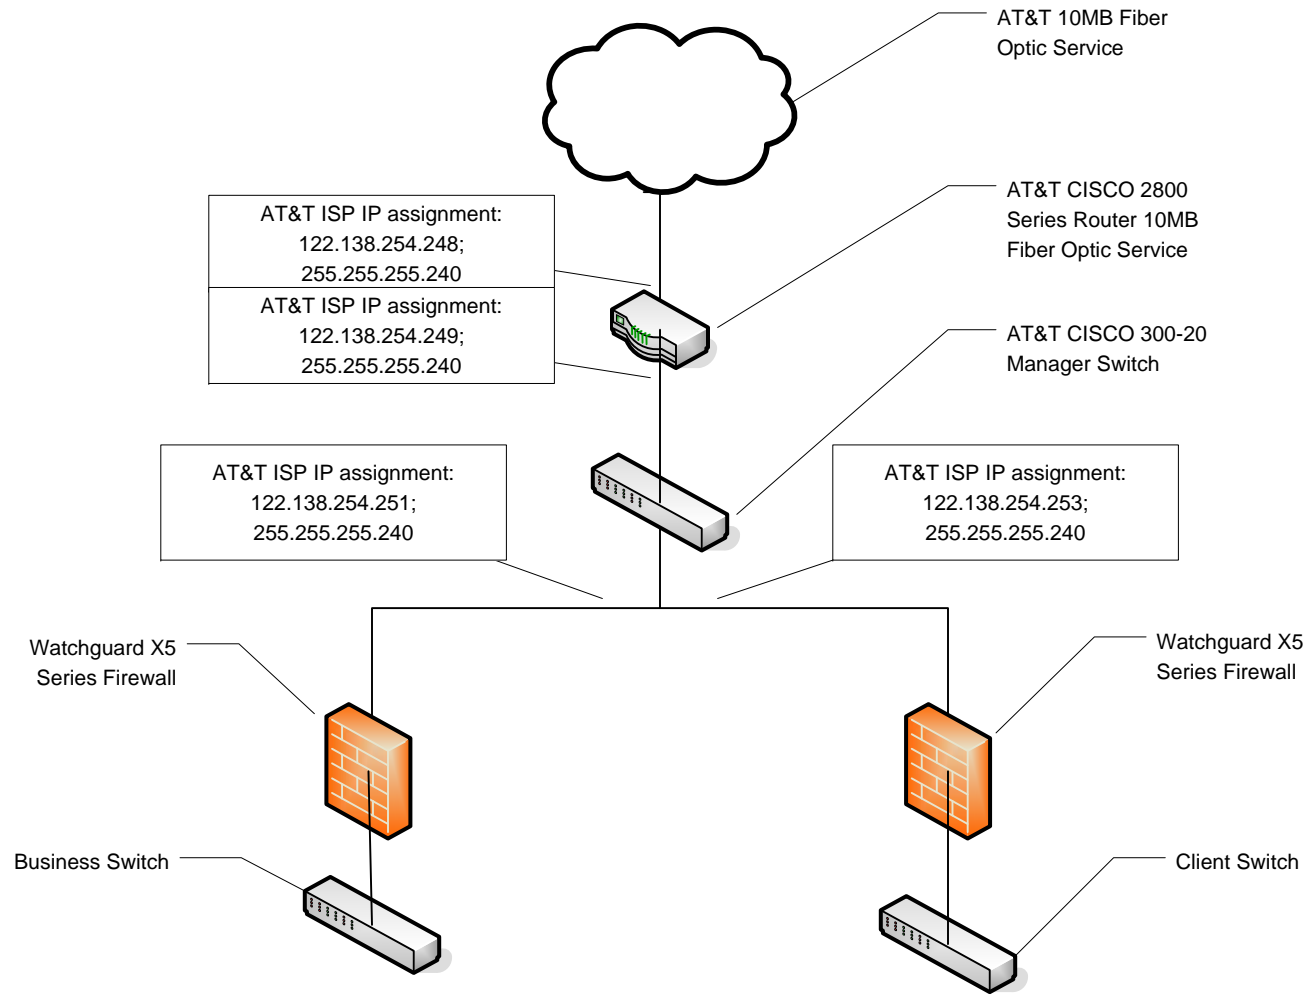 AT&T 10MB Fiber
Optic Service
AT&T CISCO 2800
Series Router 10MB
Fiber Optic Service
AT&T ISP IP assignment:
122.138.254.248;
255.255.255.240
AT&T ISP IP assignment:
122.138.254.249;
255.255.255.240
AT&T CISCO 300-20
Manager Switch
AT&T ISP IP assignment:
122.138.254.251;
255.255.255.240
AT&T ISP IP assignment:
122.138.254.253;
255.255.255.240
Watchguard X5
Series Firewall
Watchguard X5
Series Firewall
Business Switch
Client Switch